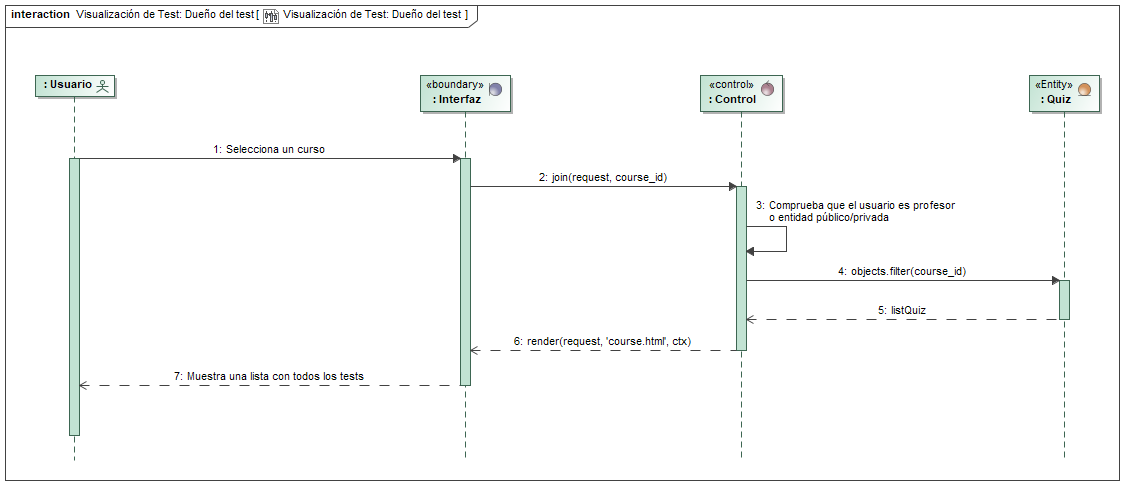 interaction Visualización de Test: Dueño del test [ Visualización de Test: Dueño del test ]
: Usuario
«boundary»
: Interfaz
«control»
: Control
«Entity»
: Quiz
1: Selecciona un curso
2: join(request, course_id)
3: Comprueba que el usuario es profesor
o entidad público/privada
4: objects.filter(course_id)
5: listQuiz
6: render(request, 'course.html', ctx)
7: Muestra una lista con todos los tests